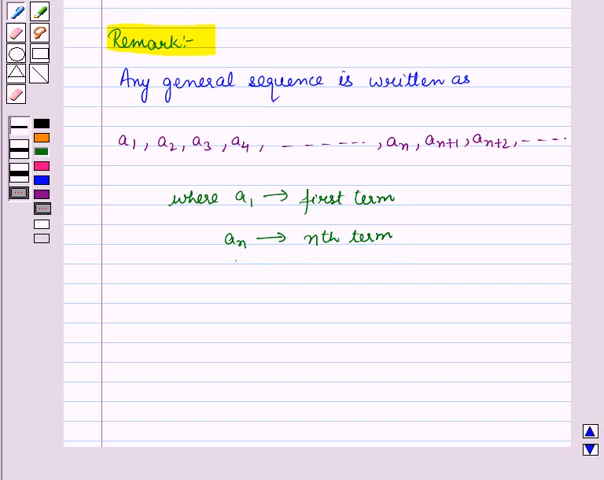 Remark:-
Any general sequence is written as
a₁, a₂, a₃, a₄, - - - - - - - -, aₙ, aₙ₊₁, aₙ₊₂, - - - -
where a₁ → first term
aₙ → nth term